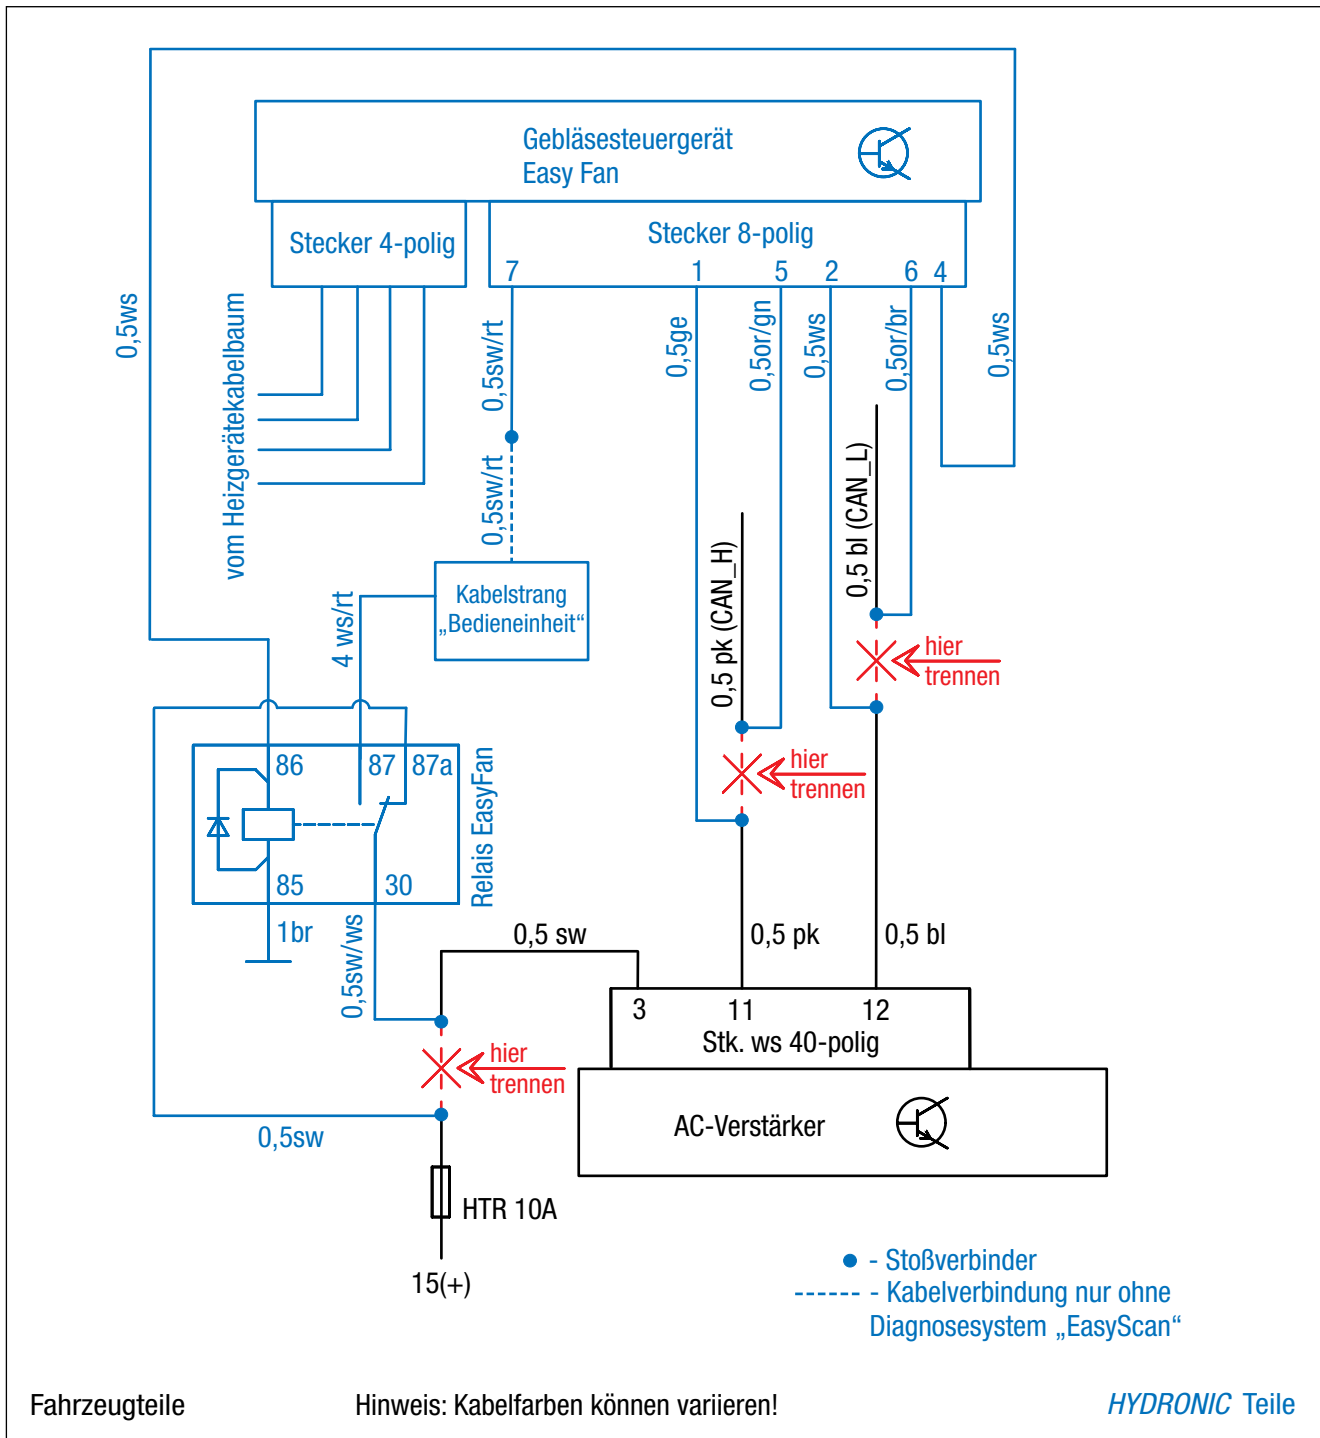 Gebläsesteuergerät
Easy Fan
Stecker 4-polig
Stecker 8-polig
7
1
5
2
6
4
0,5ws
0,5sw/rt
0,5ge
0,5or/gn
0,5ws
0,5or/br
0,5ws
vom Heizgerätekabelbaum
0,5sw/rt
0,5 bl (CAN_L)
0,5 pk (CAN_H)
Kabelstrang
„Bedieneinheit“
4 ws/rt
hier
trennen
hier
trennen
86
87
87a
85
30
Relais EasyFan
1br
0,5sw/ws
0,5 sw
0,5 pk
0,5 bl
3
11
12
Stk. ws 40-polig
hier
trennen
AC-Verstärker
0,5sw
HTR 10A
15(+)
- Stoßverbinder
- Kabelverbindung nur ohne
Diagnosesystem „EasyScan“
Fahrzeugteile
Hinweis: Kabelfarben können variieren!
HYDRONIC Teile